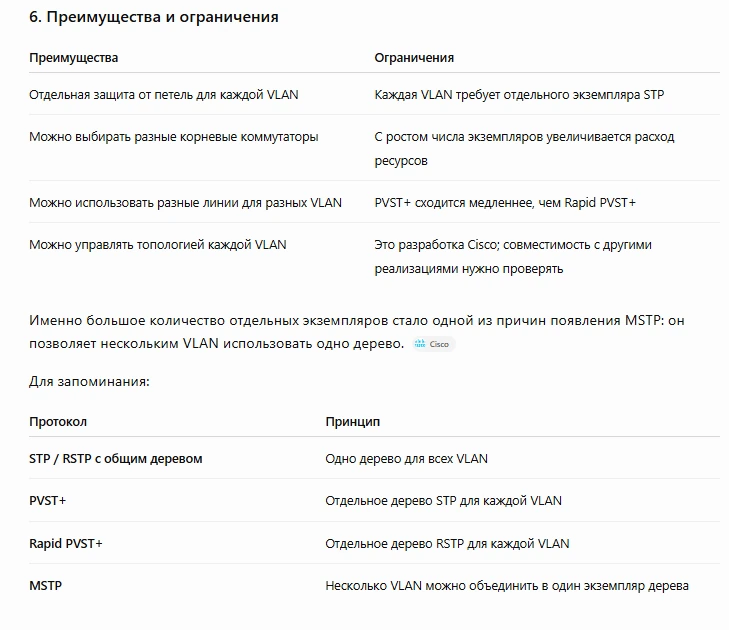 6. Преимущества и ограничения
Преимущества Ограничения
Отдельная защита от петель для каждой VLAN Каждая VLAN требует отдельного экземпляра STP
Можно выбирать разные корневые коммутаторы С ростом числа экземпляров увеличивается расход
ресурсов
Можно использовать разные линии для разных VLAN PVST+ сходится медленнее, чем Rapid PVST+
Можно управлять топологией каждой VLAN Это разработка Cisco; совместимость с другими
реализациями нужно проверять
Именно большое количество отдельных экземпляров стало одной из причин появления MSTP: он
позволяет нескольким VLAN использовать одно дерево. Cisco
Для запоминания:
Протокол Принцип
STP / RSTP с общим деревом Одно дерево для всех VLAN
PVST+ Отдельное дерево STP для каждой VLAN
Rapid PVST+ Отдельное дерево RSTP для каждой VLAN
MSTP Несколько VLAN можно объединить в один экземпляр дерева